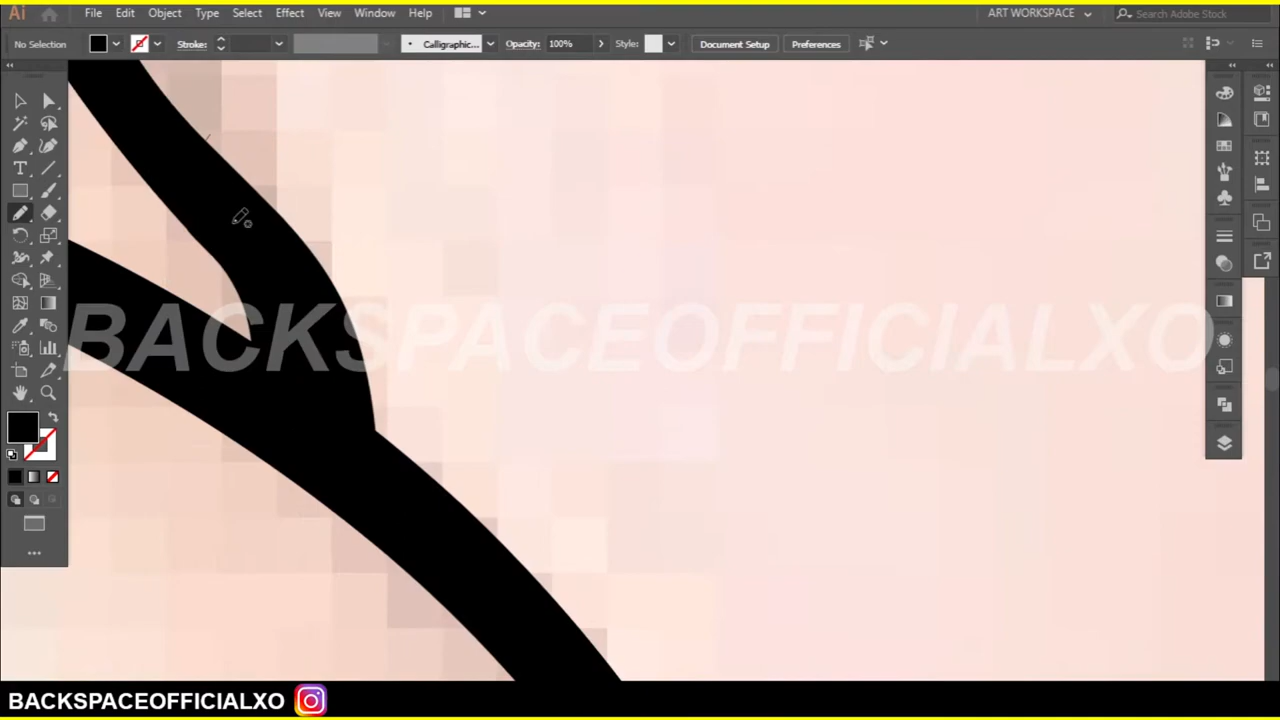 Ai File Edit Object Type Select Effect View Window Help ART WORKSPACE Search Adobe Stock
No Selection Stroke: Calligraphic... Opacity: 100% Style: Document Setup Preferences
BACKSPACEOFFICIALXO
BACKSPACEOFFICIALXO